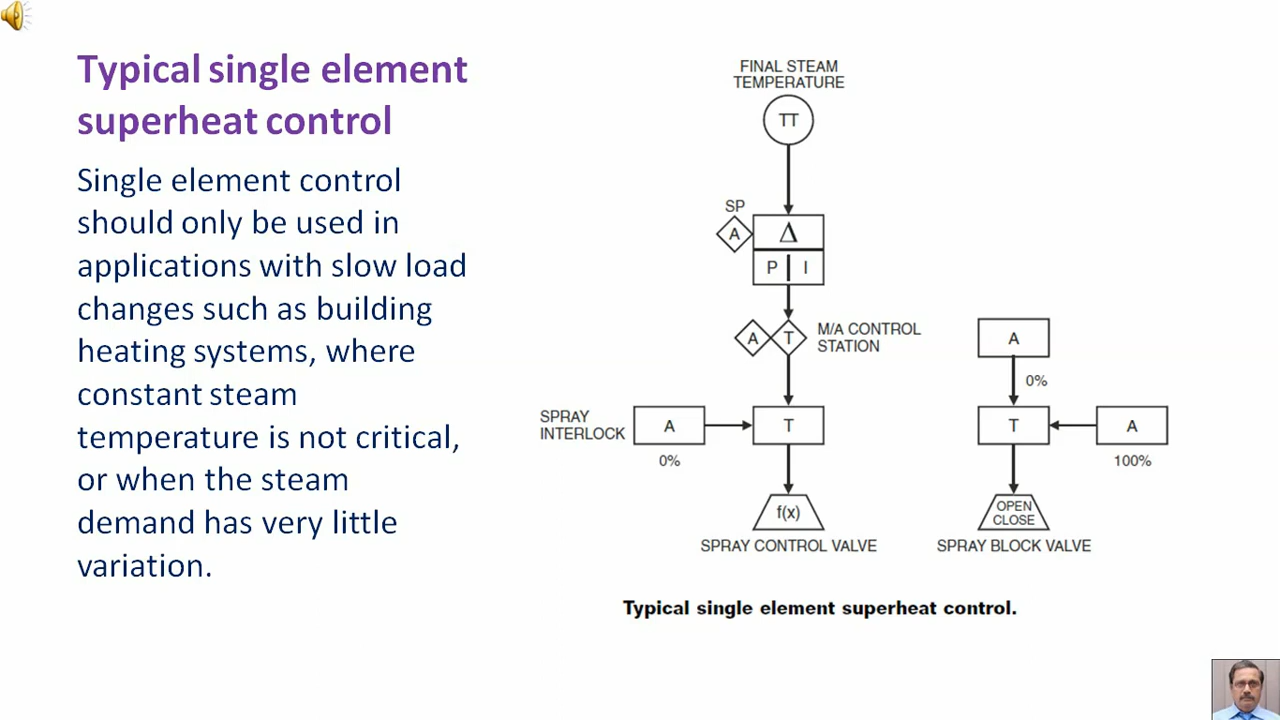 Typical single element
superheat control
Single element control
should only be used in
applications with slow load
changes such as building
heating systems, where
constant steam
temperature is not critical,
or when the steam
demand has very little
variation.
FINAL STEAM
TEMPERATURE
TT
SP
A
Δ
P I
A T
M/A CONTROL
STATION
SPRAY
INTERLOCK
A
0%
T
f(x)
SPRAY CONTROL VALVE
A
0%
T
A
100%
OPEN
CLOSE
SPRAY BLOCK VALVE
Typical single element superheat control.